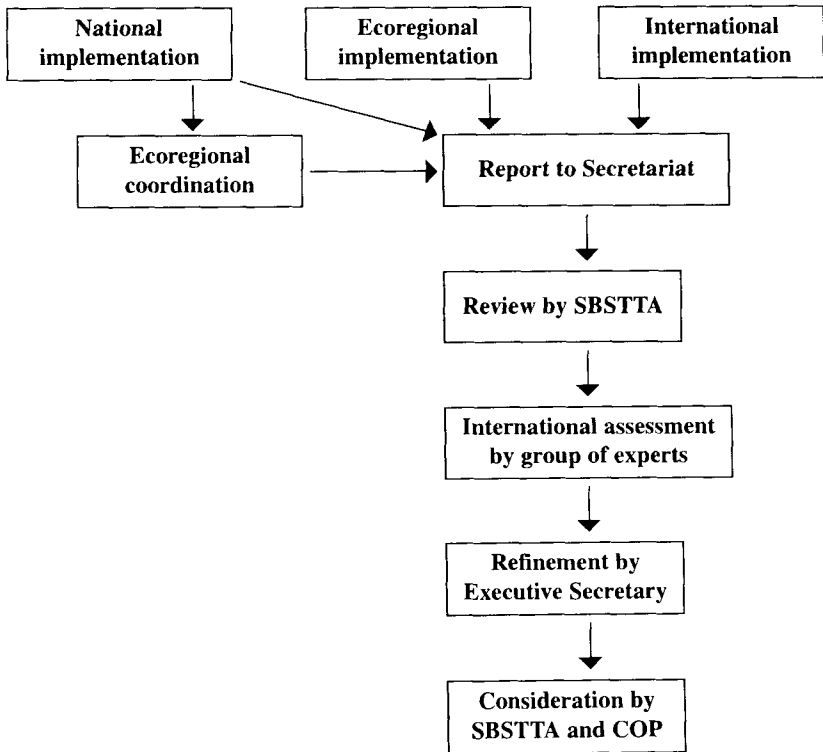 National
implementation
Ecoregional
implementation
International
implementation
Ecoregional
coordination
Report to Secretariat
Review by SBSTTA
International assessment
by group of experts
Refinement by
Executive Secretary
Consideration by
SBSTTA and COP